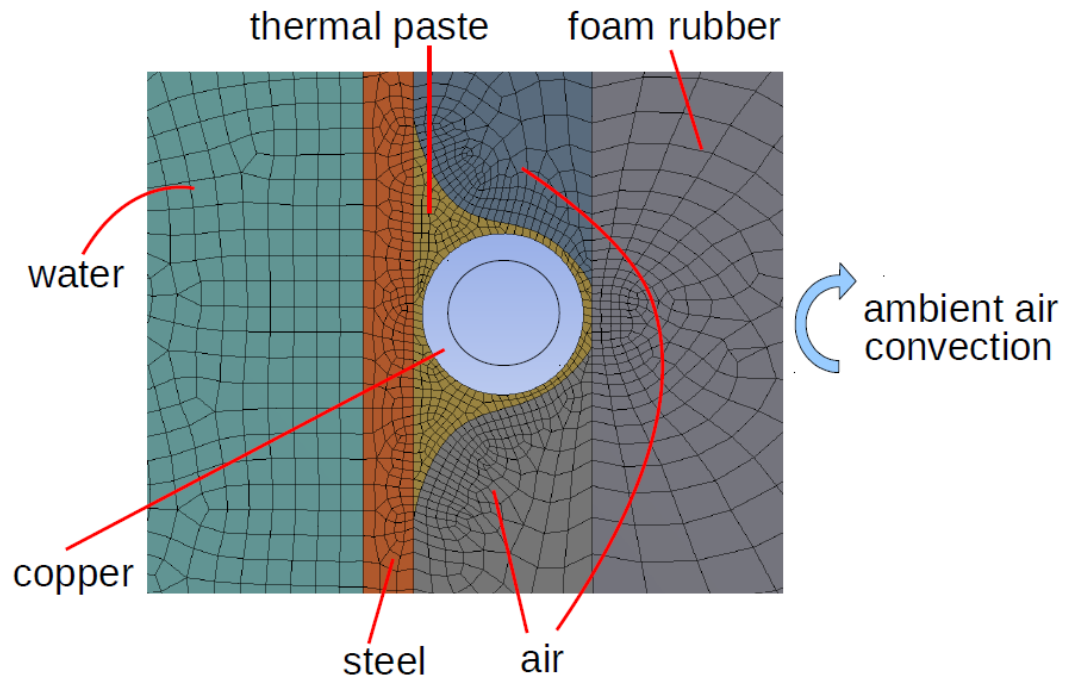 thermal paste
foam rubber
water
ambient air
convection
copper
steel
air